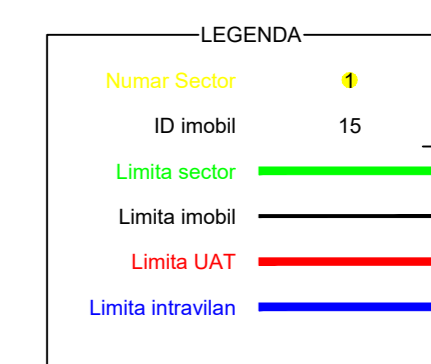 LEGENDA
Numar Sector 1
ID imobil 15
Limita sector
Limita imobil
Limita UAT
Limita intravilan